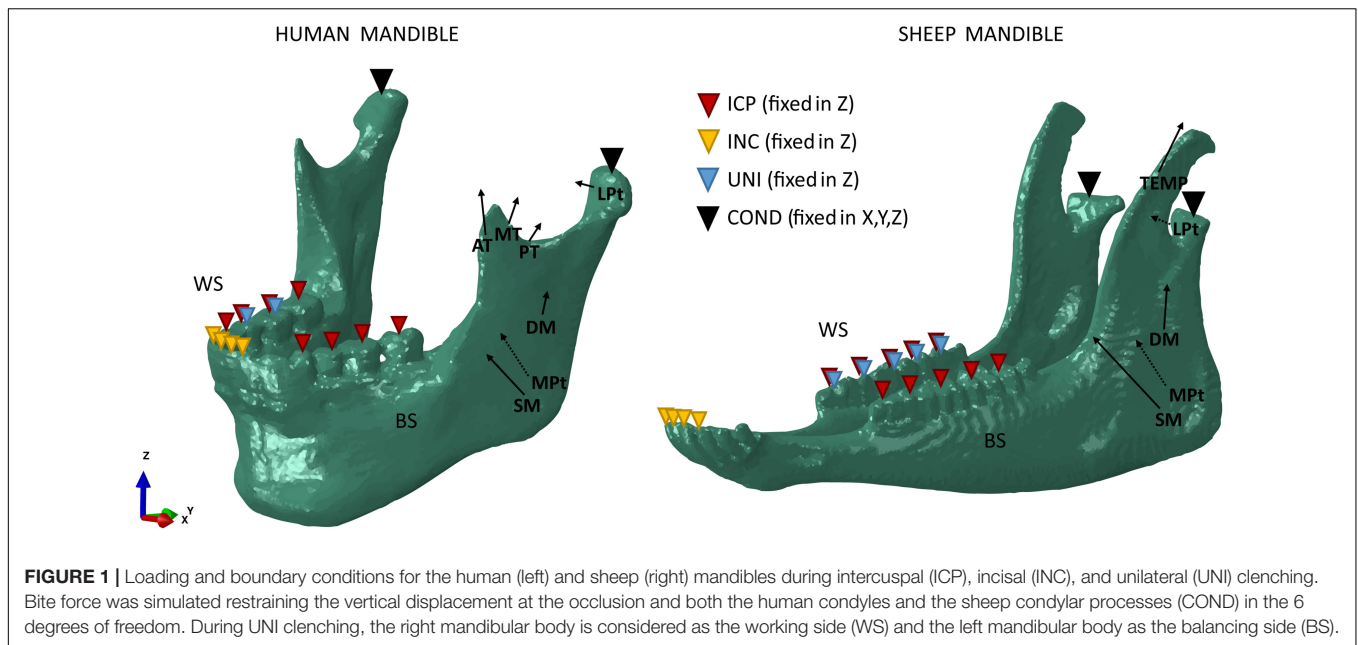 HUMAN MANDIBLE
SHEEP MANDIBLE
ICP (fixed in Z)
INC (fixed in Z)
UNI (fixed in Z)
COND (fixed in X,Y,Z)
LPt
AT
MT
PT
WS
DM
MPt
SM
BS
TEMP
LPt
WS
DM
MPt
SM
BS
Z
Y
X
FIGURE 1 | Loading and boundary conditions for the human (left) and sheep (right) mandibles during intercuspal (ICP), incisal (INC), and unilateral (UNI) clenching.
Bite force was simulated restraining the vertical displacement at the occlusion and both the human condyles and the sheep condylar processes (COND) in the 6
degrees of freedom. During UNI clenching, the right mandibular body is considered as the working side (WS) and the left mandibular body as the balancing side (BS).